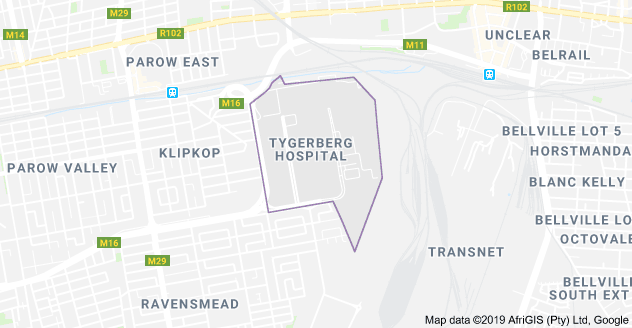 M29
M14
R102
R102
UNCLEAR
M11
BELRAIL
PAROW EAST
M16
BELLVILLE LOT 5
TYGERBERG
HOSPITAL
KLIPKOP
HORSTMANDA
PAROW VALLEY
BLANC KELLY
BELLVILLE LO
OCTOVALE
M16
TRANSNET
M29
BELLVILLE
SOUTH EXT
RAVENSMEAD
Map data ©2019 AfriGIS (Pty) Ltd, Google